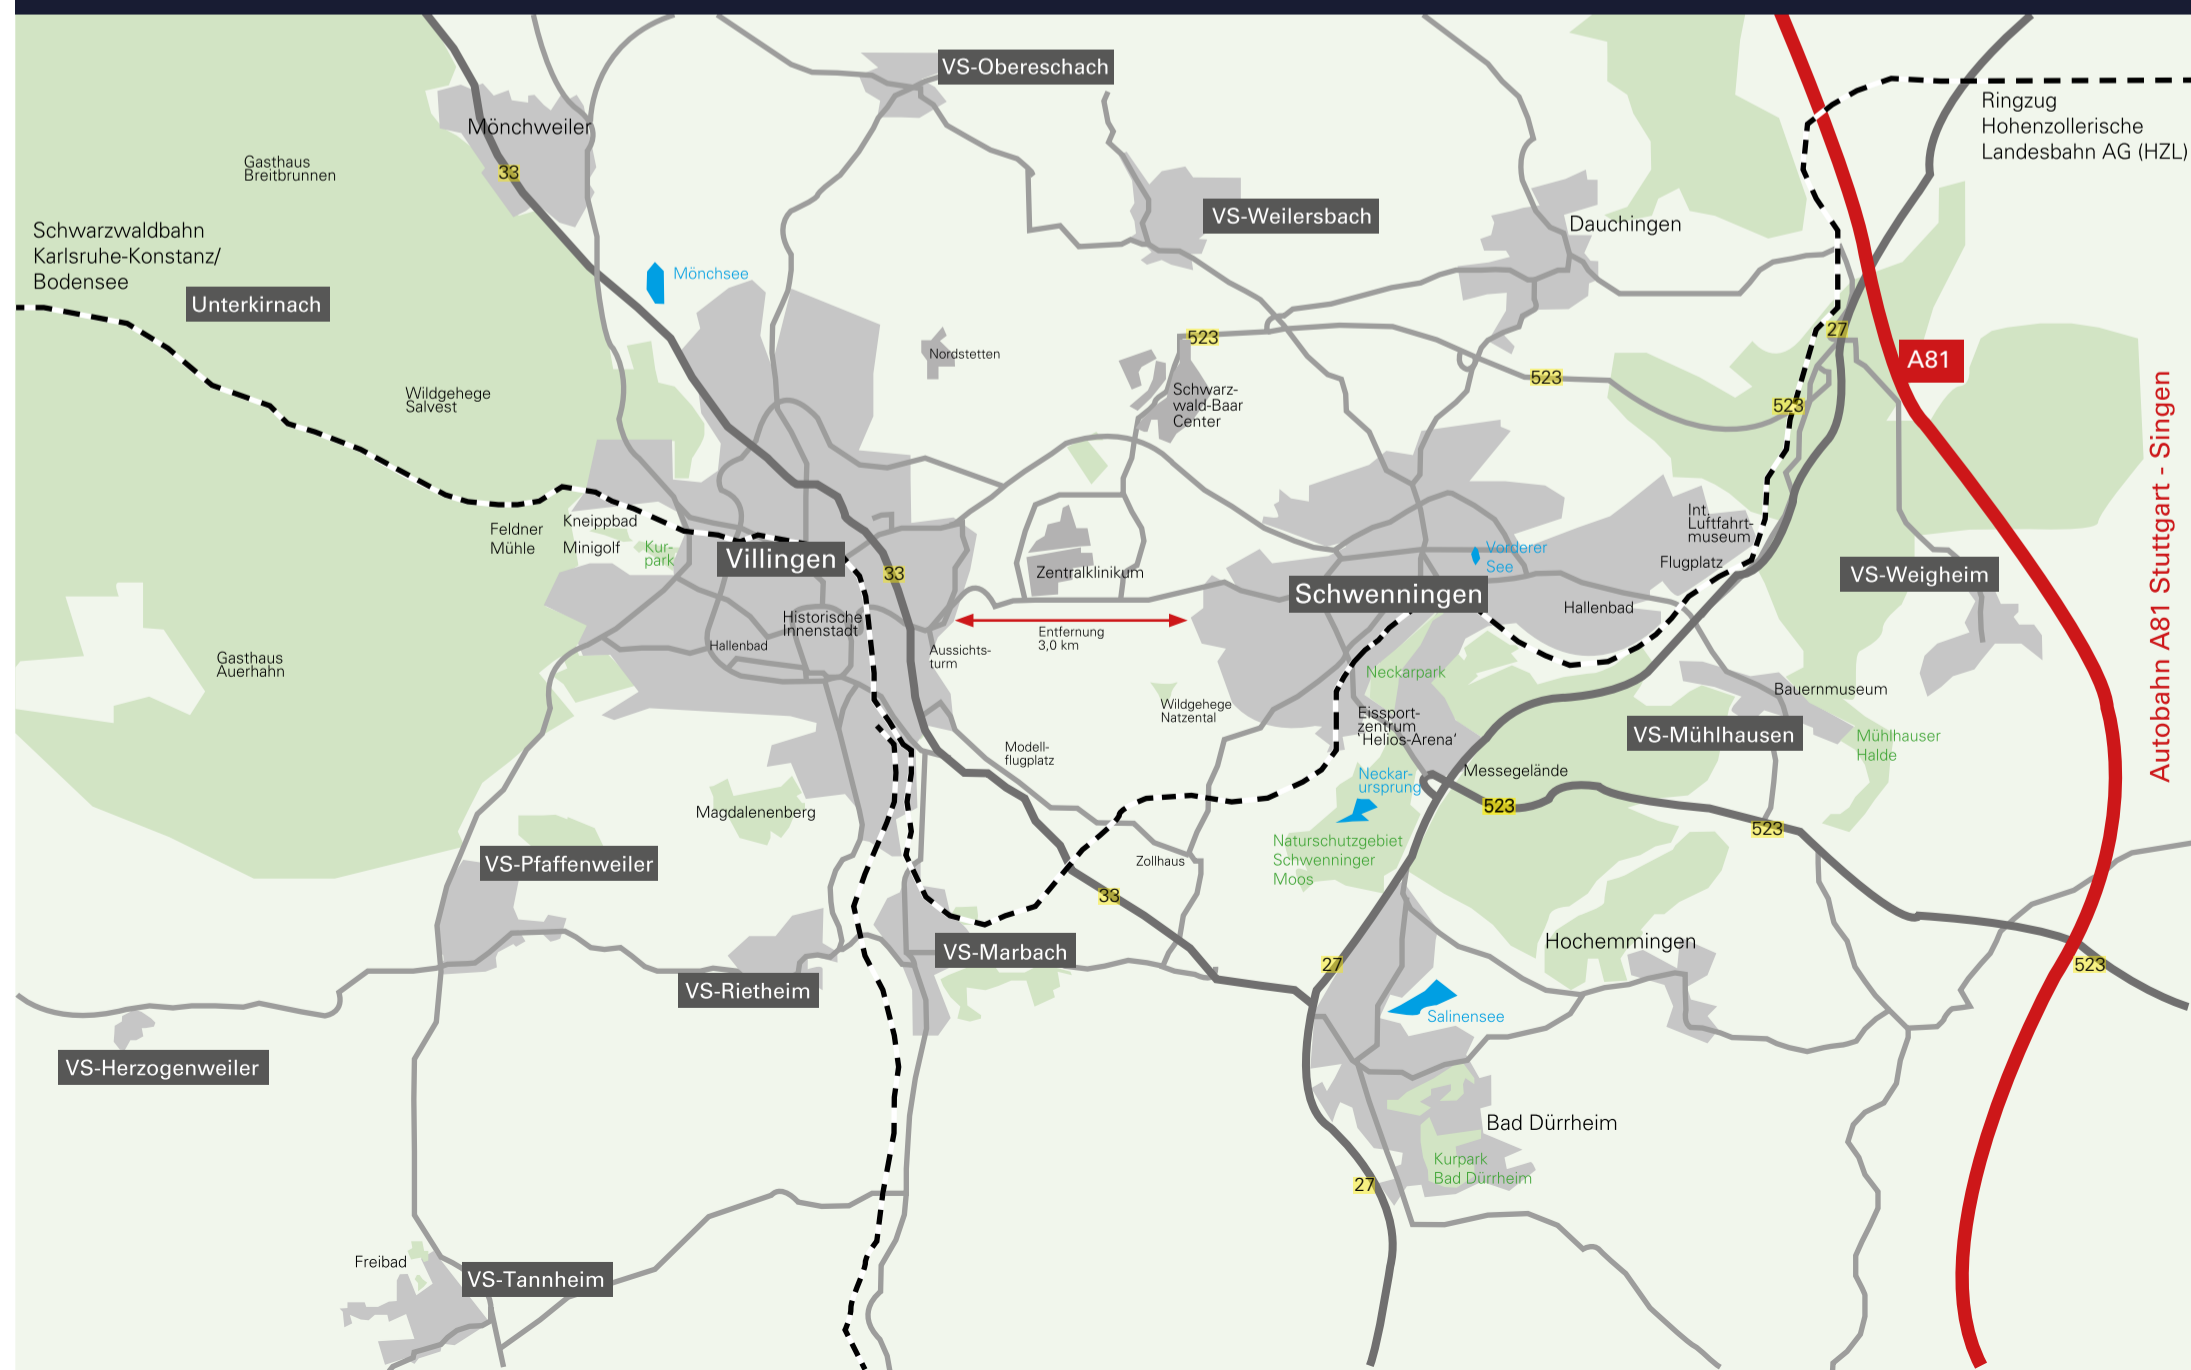 VS-Obereschach
Ringzug
Hohenzollerische
Landesbahn AG (HZL)
Mönchweiler
Gasthaus
Breitbrunnen
33
Schwarzwaldbahn
Karlsruhe-Konstanz/
Bodensee
Unterkirnach
VS-Weilersbach
Dauchingen
Mönchsee
523
27
Nordstetten
A81
Wildgehege
Salvest
Schwarz-
wald-Baar
Center
523
523
Autobahn A81 Stuttgart - Singen
Feldner
Mühle
Kneippbad
Minigolf
Kur-
park
Villingen
33
Zentralklinikum
Int.
Luftfahrt-
museum
Flugplatz
Vorderer
See
Schwenningen
Hallenbad
VS-Weigheim
Historische
Innenstadt
Hallenbad
Entfernung
3,0 km
Aussichts-
turm
Gasthaus
Auerhahn
Neckarpark
Wildgehege
Natzental
Eissport-
zentrum
'Helios-Arena'
Bauernmuseum
VS-Mühlhausen
Mühlhauser
Halde
Modell-
flugplatz
Messegelände
Neckar-
ursprung
523
523
Magdalenenberg
Naturschutzgebiet
Schwenninger
Moos
VS-Pfaffenweiler
Zollhaus
33
VS-Marbach
Hochemmingen
27
523
VS-Rietheim
Salinensee
VS-Herzogenweiler
Bad Dürrheim
Kurpark
Bad Dürrheim
27
Freibad
VS-Tannheim